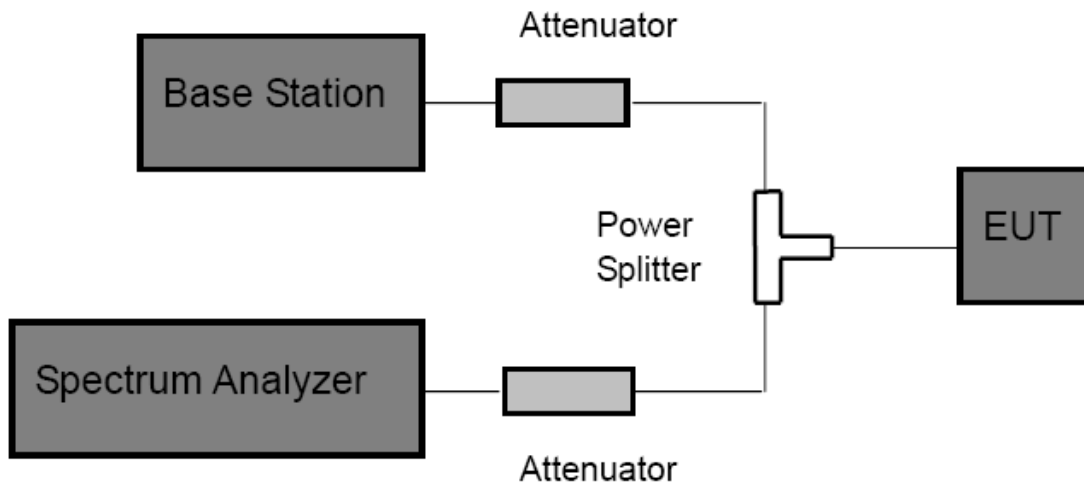 Attenuator
Base Station
Power
Splitter
EUT
Spectrum Analyzer
Attenuator